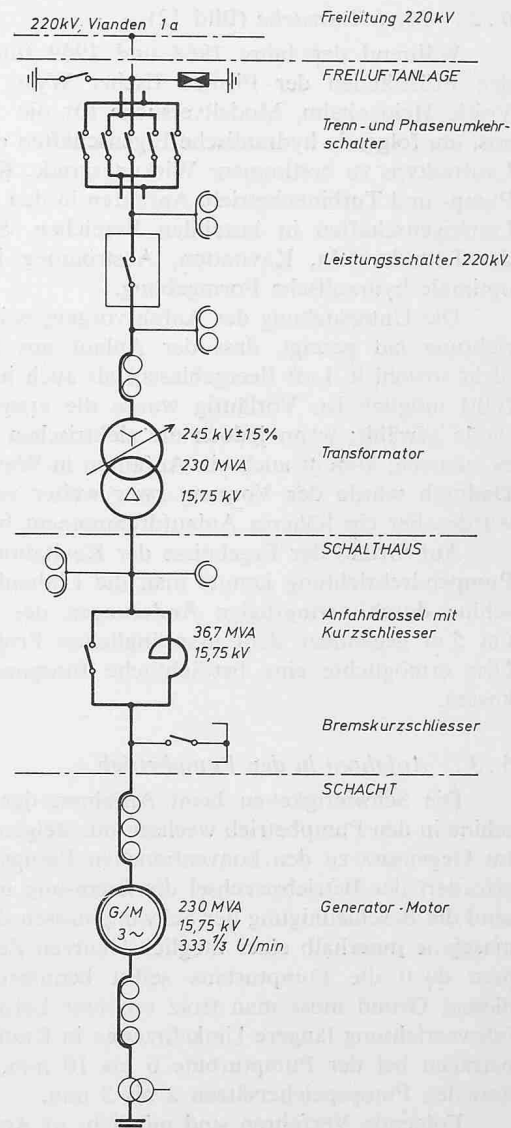 220kV, Vianden 1a
Freileitung 220kV
FREILUFTANLAGE
Trenn- und Phasenumkehr-
schalter
Leistungsschalter 220kV
245 kV ±15%
230 MVA
15,75 kV
Transformator
SCHALTHAUS
Anfahrdrossel mit
Kurzschliesser
36,7 MVA
15,75 kV
Bremskurzschliesser
SCHACHT
G/M
3~
230 MVA
15,75 kV
333 1/3 U/min
Generator-Motor